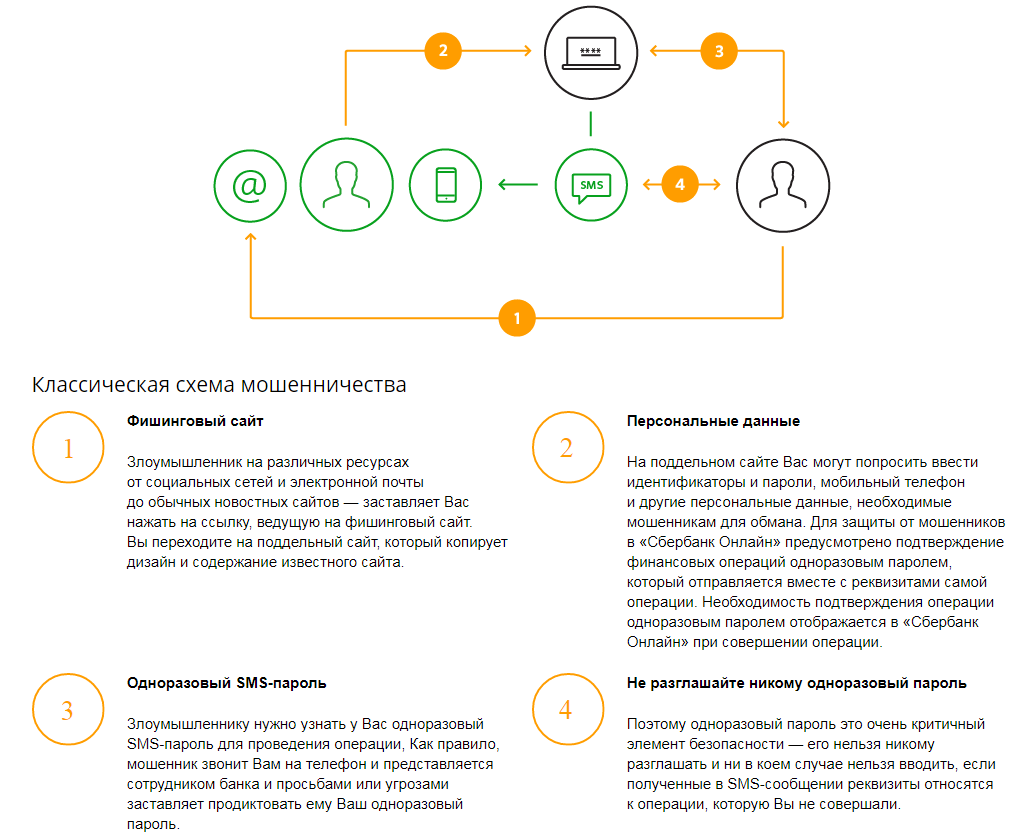 2
****
3
@
SMS
4
1
Классическая схема мошенничества
1
Фишинговый сайт
Злоумышленник на различных ресурсах
от социальных сетей и электронной почты
до обычных новостных сайтов — заставляет Вас
нажать на ссылку, ведущую на фишинговый сайт.
Вы переходите на поддельный сайт, который копирует
дизайн и содержание известного сайта.
2
Персональные данные
На поддельном сайте Вас могут попросить ввести
идентификаторы и пароли, мобильный телефон
и другие персональные данные, необходимые
мошенникам для обмана. Для защиты от мошенников
в «Сбербанк Онлайн» предусмотрено подтверждение
финансовых операций одноразовым паролем,
который отправляется вместе с реквизитами самой
операции. Необходимость подтверждения операции
одноразовым паролем отображается в «Сбербанк
Онлайн» при совершении операции.
3
Одноразовый SMS-пароль
Злоумышленнику нужно узнать у Вас одноразовый
SMS-пароль для проведения операции, Как правило,
мошенник звонит Вам на телефон и представляется
сотрудником банка и просьбами или угрозами
заставляет продиктовать ему Ваш одноразовый
пароль.
4
Не разглашайте никому одноразовый пароль
Поэтому одноразовый пароль это очень критичный
элемент безопасности — его нельзя никому
разглашать и ни в коем случае нельзя вводить, если
полученные в SMS-сообщении реквизиты относятся
к операции, которую Вы не совершали.